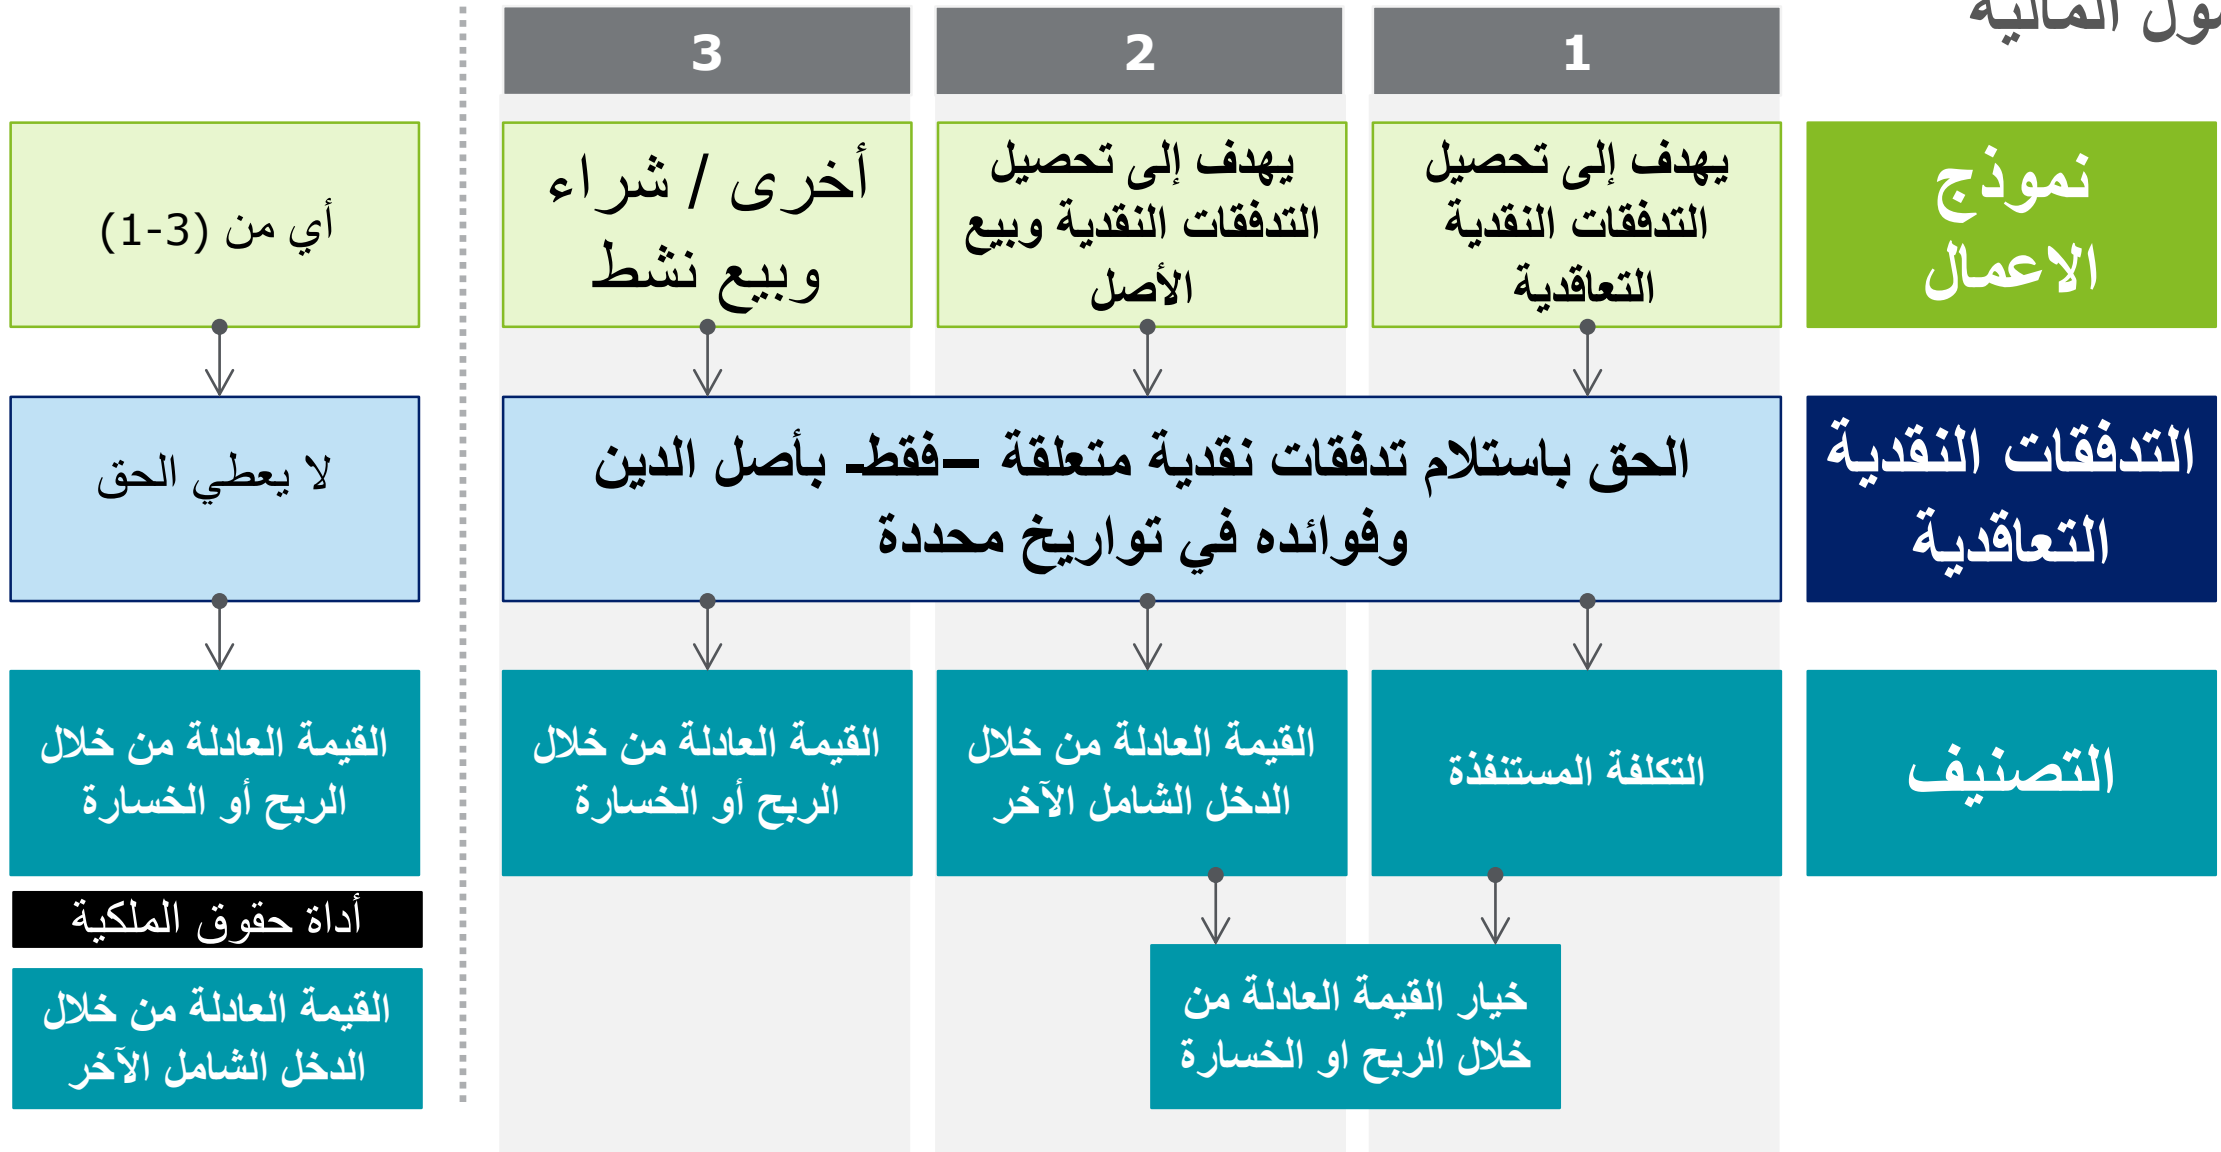 المالية
1
2
3
نموذج
الاعمال
يهدف إلى تحصيل
التدفقات النقدية
التعاقدية
يهدف إلى تحصيل
التدفقات النقدية وبيع
الأصل
أخرى / شراء
وبيع نشط
أي من (1-3)
التدفقات النقدية
التعاقدية
الحق باستلام تدفقات نقدية متعلقة –فقط- بأصل الدين
وفوائده في تواريخ محددة
لا يعطي الحق
التصنيف
التكلفة المستنفذة
القيمة العادلة من خلال
الدخل الشامل الآخر
القيمة العادلة من خلال
الربح أو الخسارة
القيمة العادلة من خلال
الربح أو الخسارة
خيار القيمة العادلة من
خلال الربح او الخسارة
أداة حقوق الملكية
القيمة العادلة من خلال
الدخل الشامل الآخر